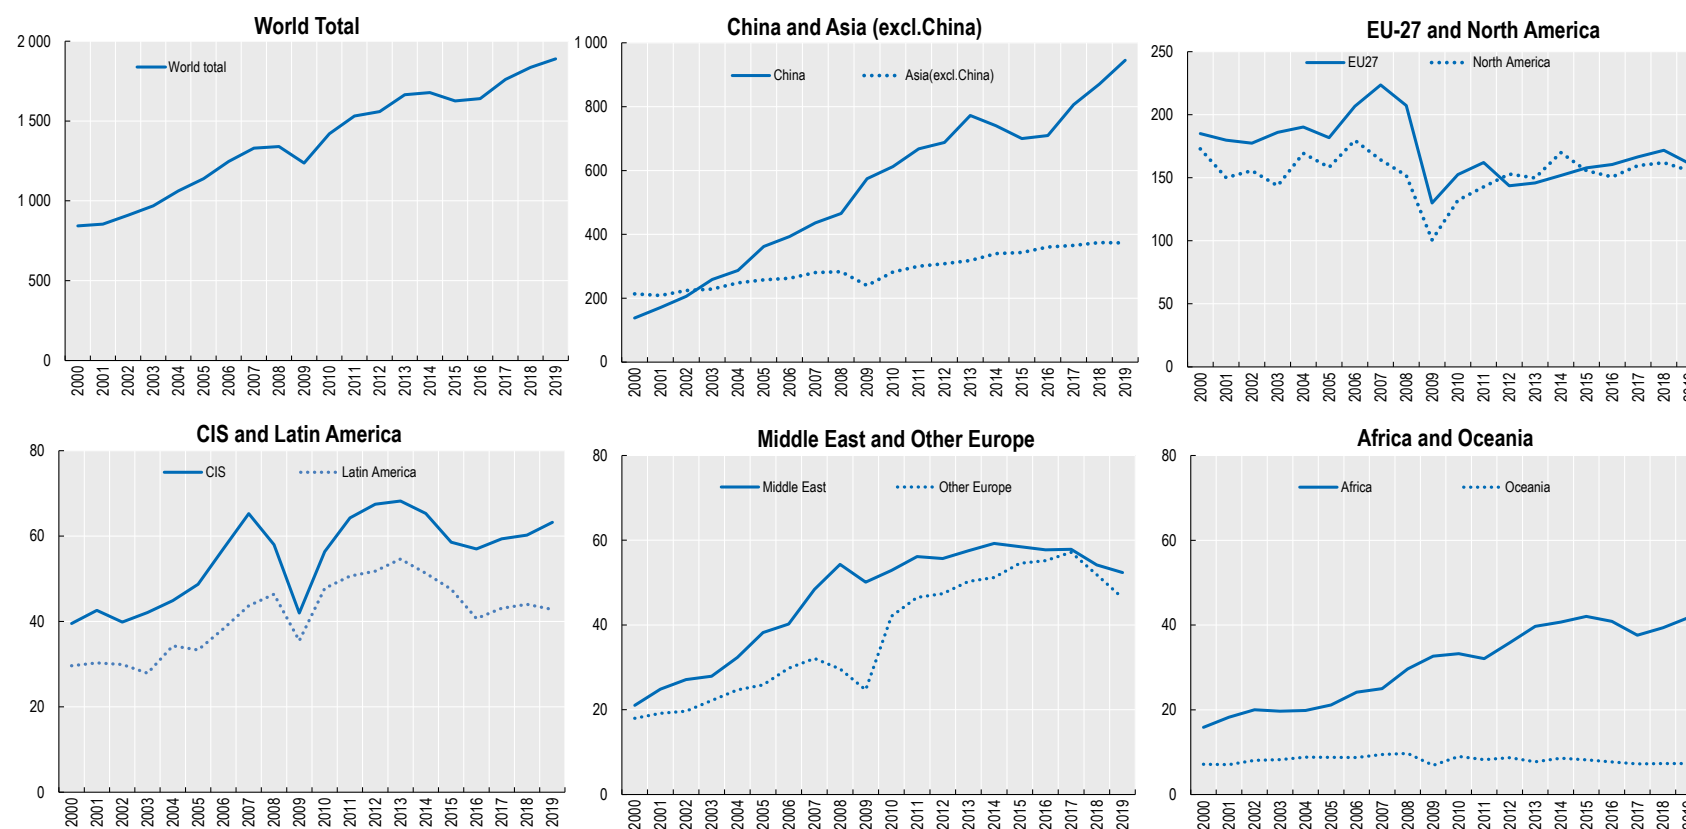 World Total
2 000
1 500
1 000
500
0
World total
2000 2001 2002 2003 2004 2005 2006 2007 2008 2009 2010 2011 2012 2013 2014 2015 2016 2017 2018 2019
China and Asia (excl.China)
1 000
800
600
400
200
0
China Asia(excl.China)
2000 2001 2002 2003 2004 2005 2006 2007 2008 2009 2010 2011 2012 2013 2014 2015 2016 2017 2018 2019
EU-27 and North America
250
200
150
100
50
0
EU27 North America
2000 2001 2002 2003 2004 2005 2006 2007 2008 2009 2010 2011 2012 2013 2014 2015 2016 2017 2018 2019
CIS and Latin America
80
60
40
20
0
CIS Latin America
2000 2001 2002 2003 2004 2005 2006 2007 2008 2009 2010 2011 2012 2013 2014 2015 2016 2017 2018 2019
Middle East and Other Europe
80
60
40
20
0
Middle East Other Europe
2000 2001 2002 2003 2004 2005 2006 2007 2008 2009 2010 2011 2012 2013 2014 2015 2016 2017 2018 2019
Africa and Oceania
80
60
40
20
0
Africa Oceania
2000 2001 2002 2003 2004 2005 2006 2007 2008 2009 2010 2011 2012 2013 2014 2015 2016 2017 2018 2019